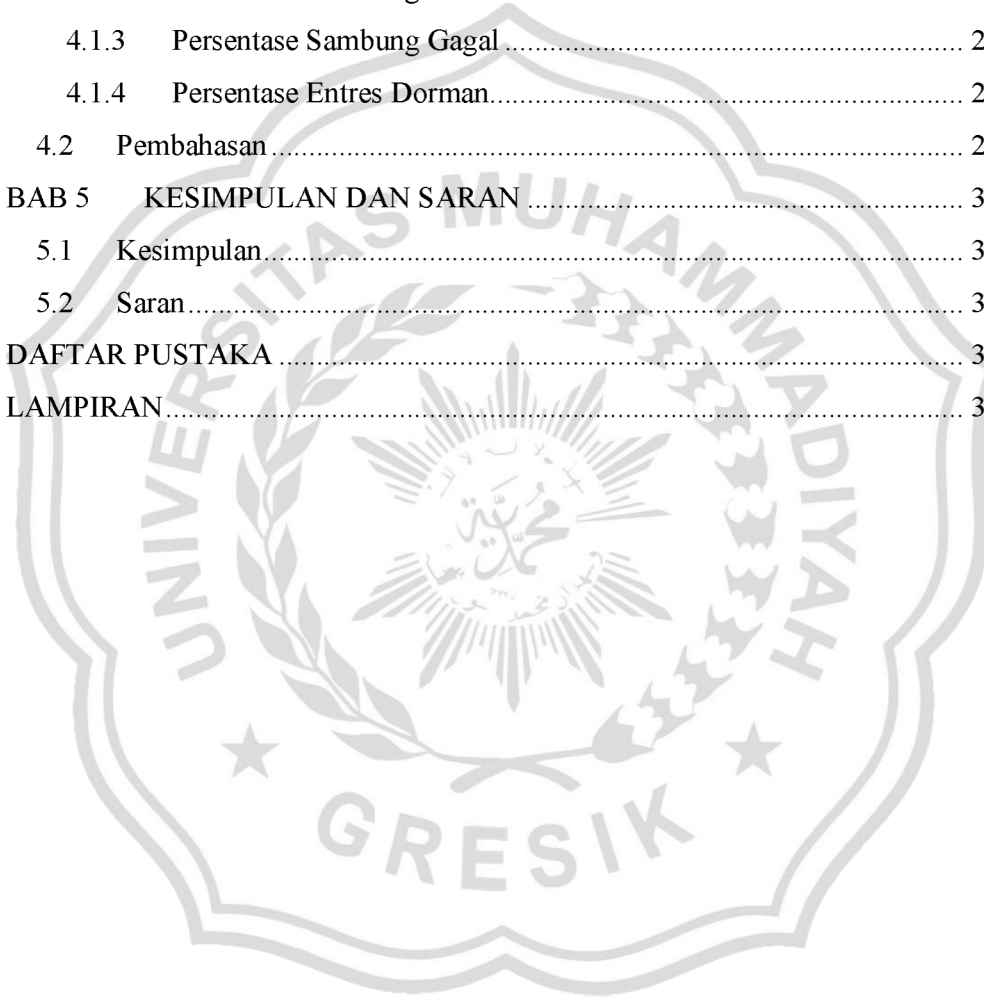 4.1.3 Persentase Sambung Gagal ........ 2
4.1.4 Persentase Entres Dorman ........ 2
4.2 Pembahasan ........ 2
BAB 5 KESIMPULAN DAN SARAN ........ 3
5.1 Kesimpulan ........ 3
5.2 Saran ........ 3
DAFTAR PUSTAKA ........ 3
LAMPIRAN ........ 3
UNIVERSITAS MUHAMMADIYAH
محمد
GRESIK